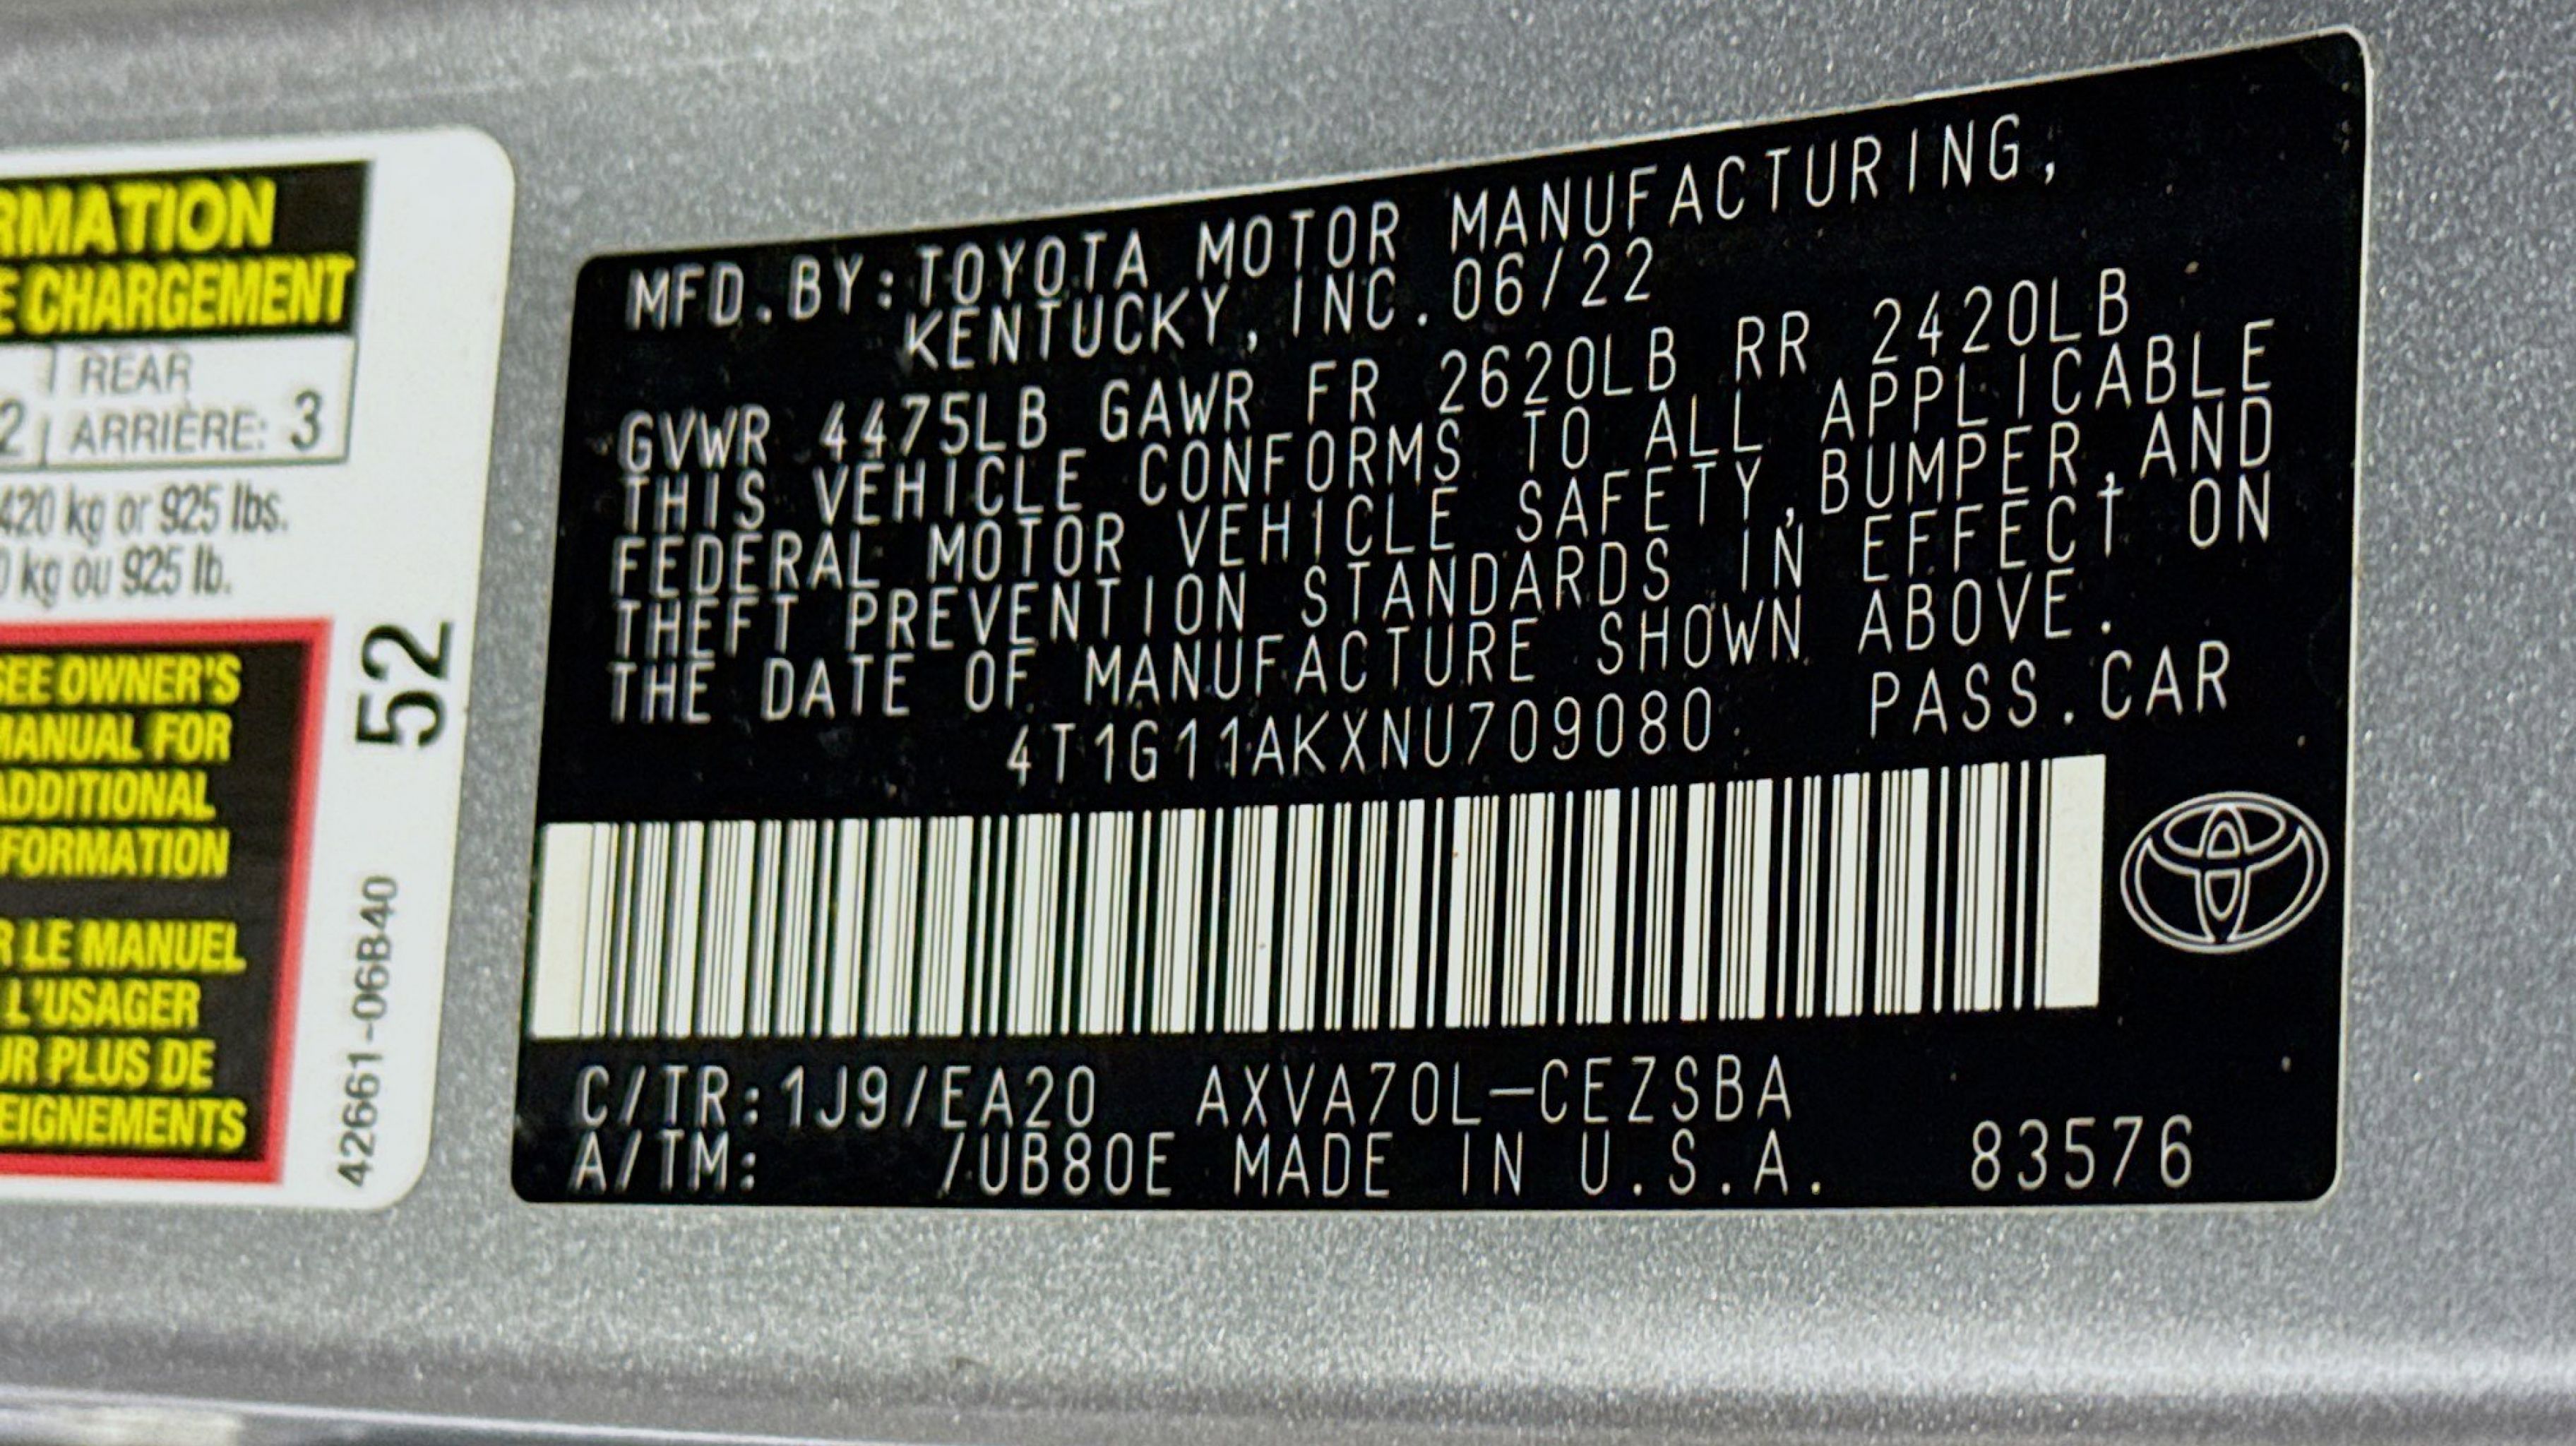 RMATION
E CHARGEMENT
REAR
2 ARRIÈRE: 3
420 kg or 925 lbs.
0 kg ou 925 lb.
SEE OWNER'S
MANUAL FOR
ADDITIONAL
NFORMATION
R LE MANUEL
L'USAGER
UR PLUS DE
EIGNEMENTS
52
42661-06B40
MFD.BY:TOYOTA MOTOR MANUFACTURING,
KENTUCKY, INC. 06/22
GVWR 4475LB GAWR FR 2620LB RR 2420LB
THIS VEHICLE CONFORMS TO ALL APPLICABLE
FEDERAL MOTOR VEHICLE SAFETY,BUMPER,AND
THEFT PREVENTION STANDARDS IN EFFECT ON
THE DATE OF MANUFACTURE SHOWN ABOVE.
4T1G11AKXNU709080 PASS.CAR
C/TR:1J9/EA20 AXVA70L-CEZSBA
A/TM: /UB80E MADE IN U.S.A. 83576